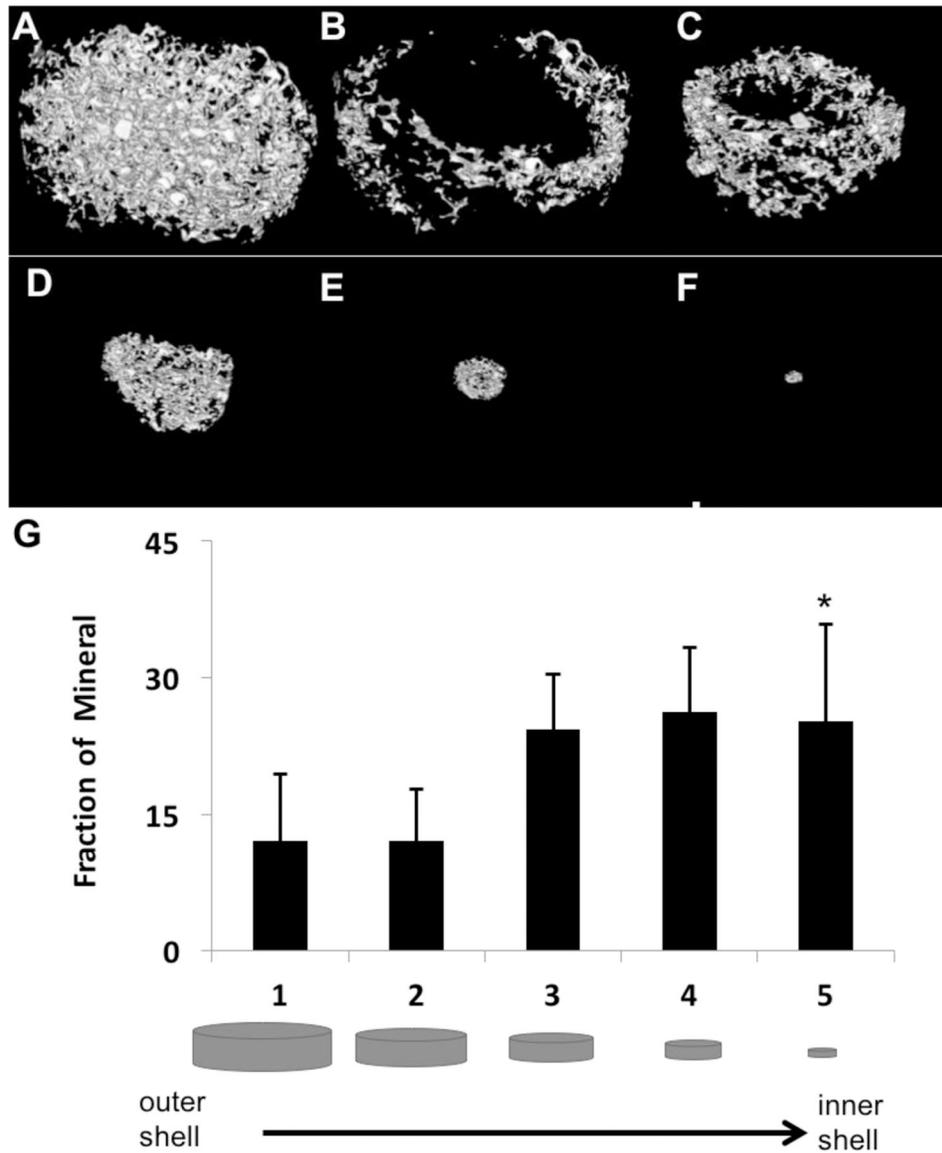 A B C
D E F
G
45
30
15
0
Fraction of Mineral
*
1 2 3 4 5
outer shell
inner shell